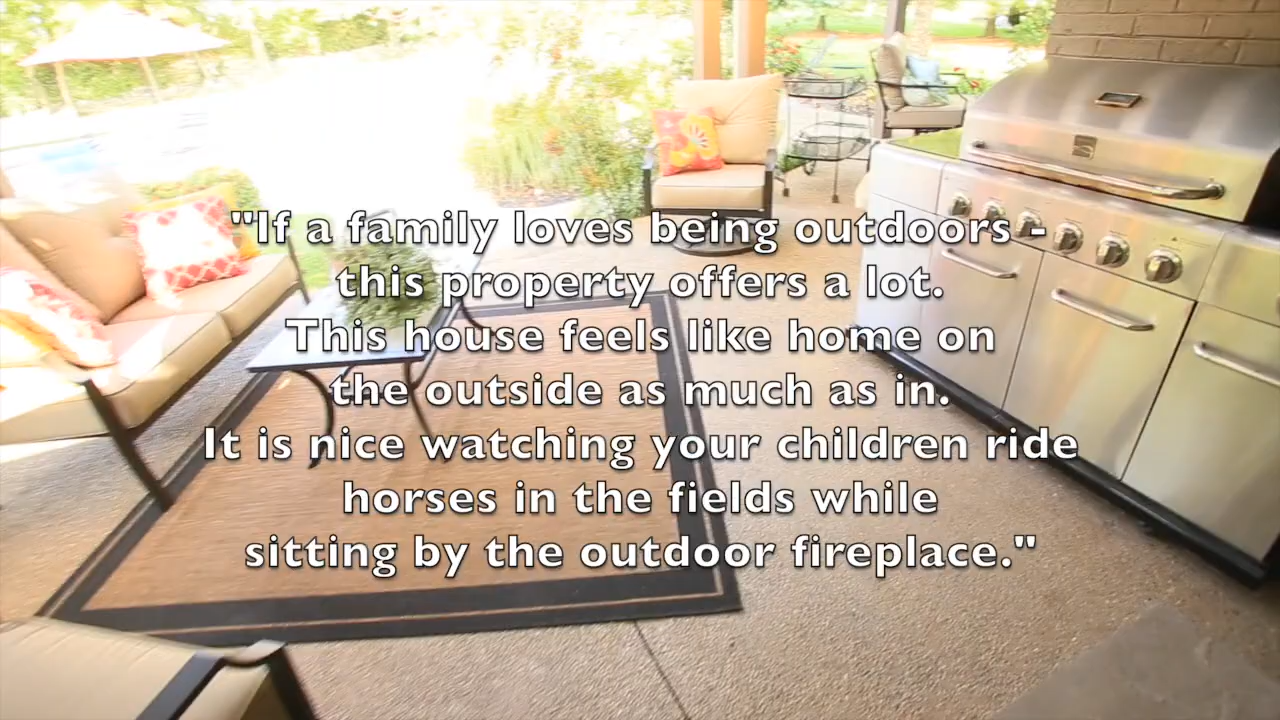 "If a family loves being outdoors -
this property offers a lot.
This house feels like home on
the outside as much as in.
It is nice watching your children ride
horses in the fields while
sitting by the outdoor fireplace."